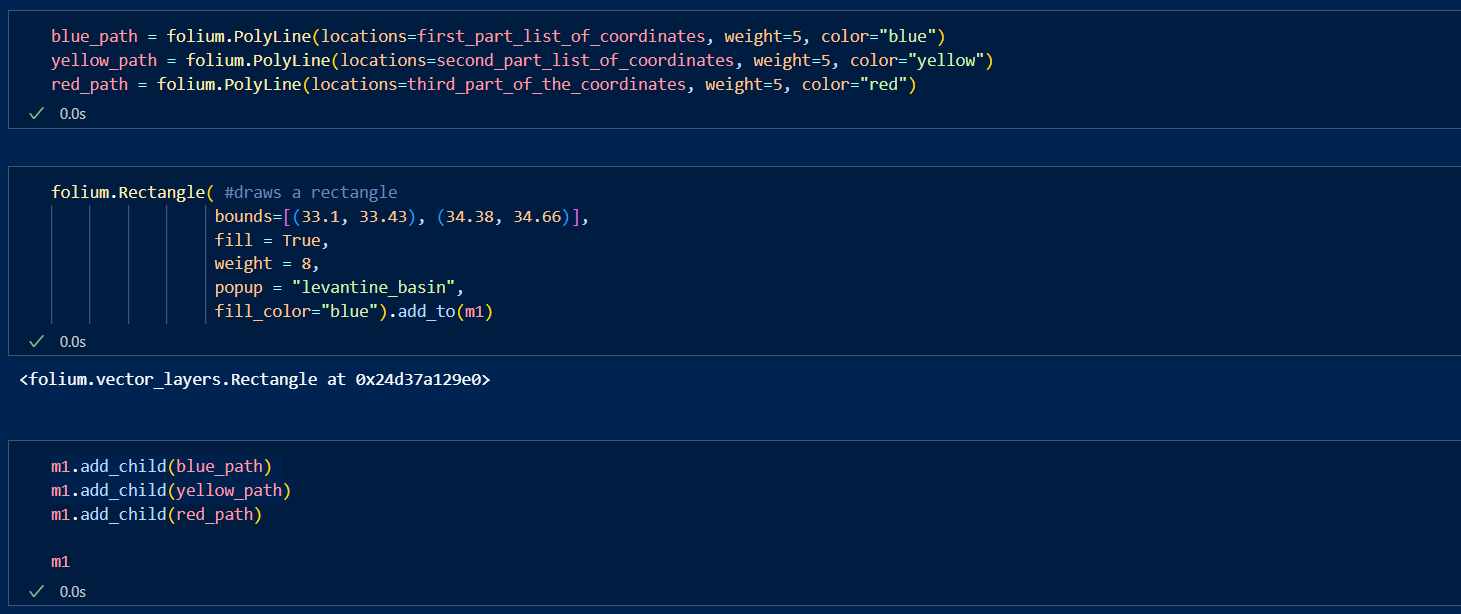 blue_path = folium.PolyLine(locations=first_part_list_of_coordinates, weight=5, color="blue")
yellow_path = folium.PolyLine(locations=second_part_list_of_coordinates, weight=5, color="yellow")
red_path = folium.PolyLine(locations=third_part_of_the_coordinates, weight=5, color="red")
✓ 0.0s
folium.Rectangle( #draws a rectangle
bounds=[(33.1, 33.43), (34.38, 34.66)],
fill = True,
weight = 8,
popup = "levantine_basin",
fill_color="blue").add_to(m1)
✓ 0.0s
<folium.vector_layers.Rectangle at 0x24d37a129e0>
m1.add_child(blue_path)
m1.add_child(yellow_path)
m1.add_child(red_path)
m1
✓ 0.0s